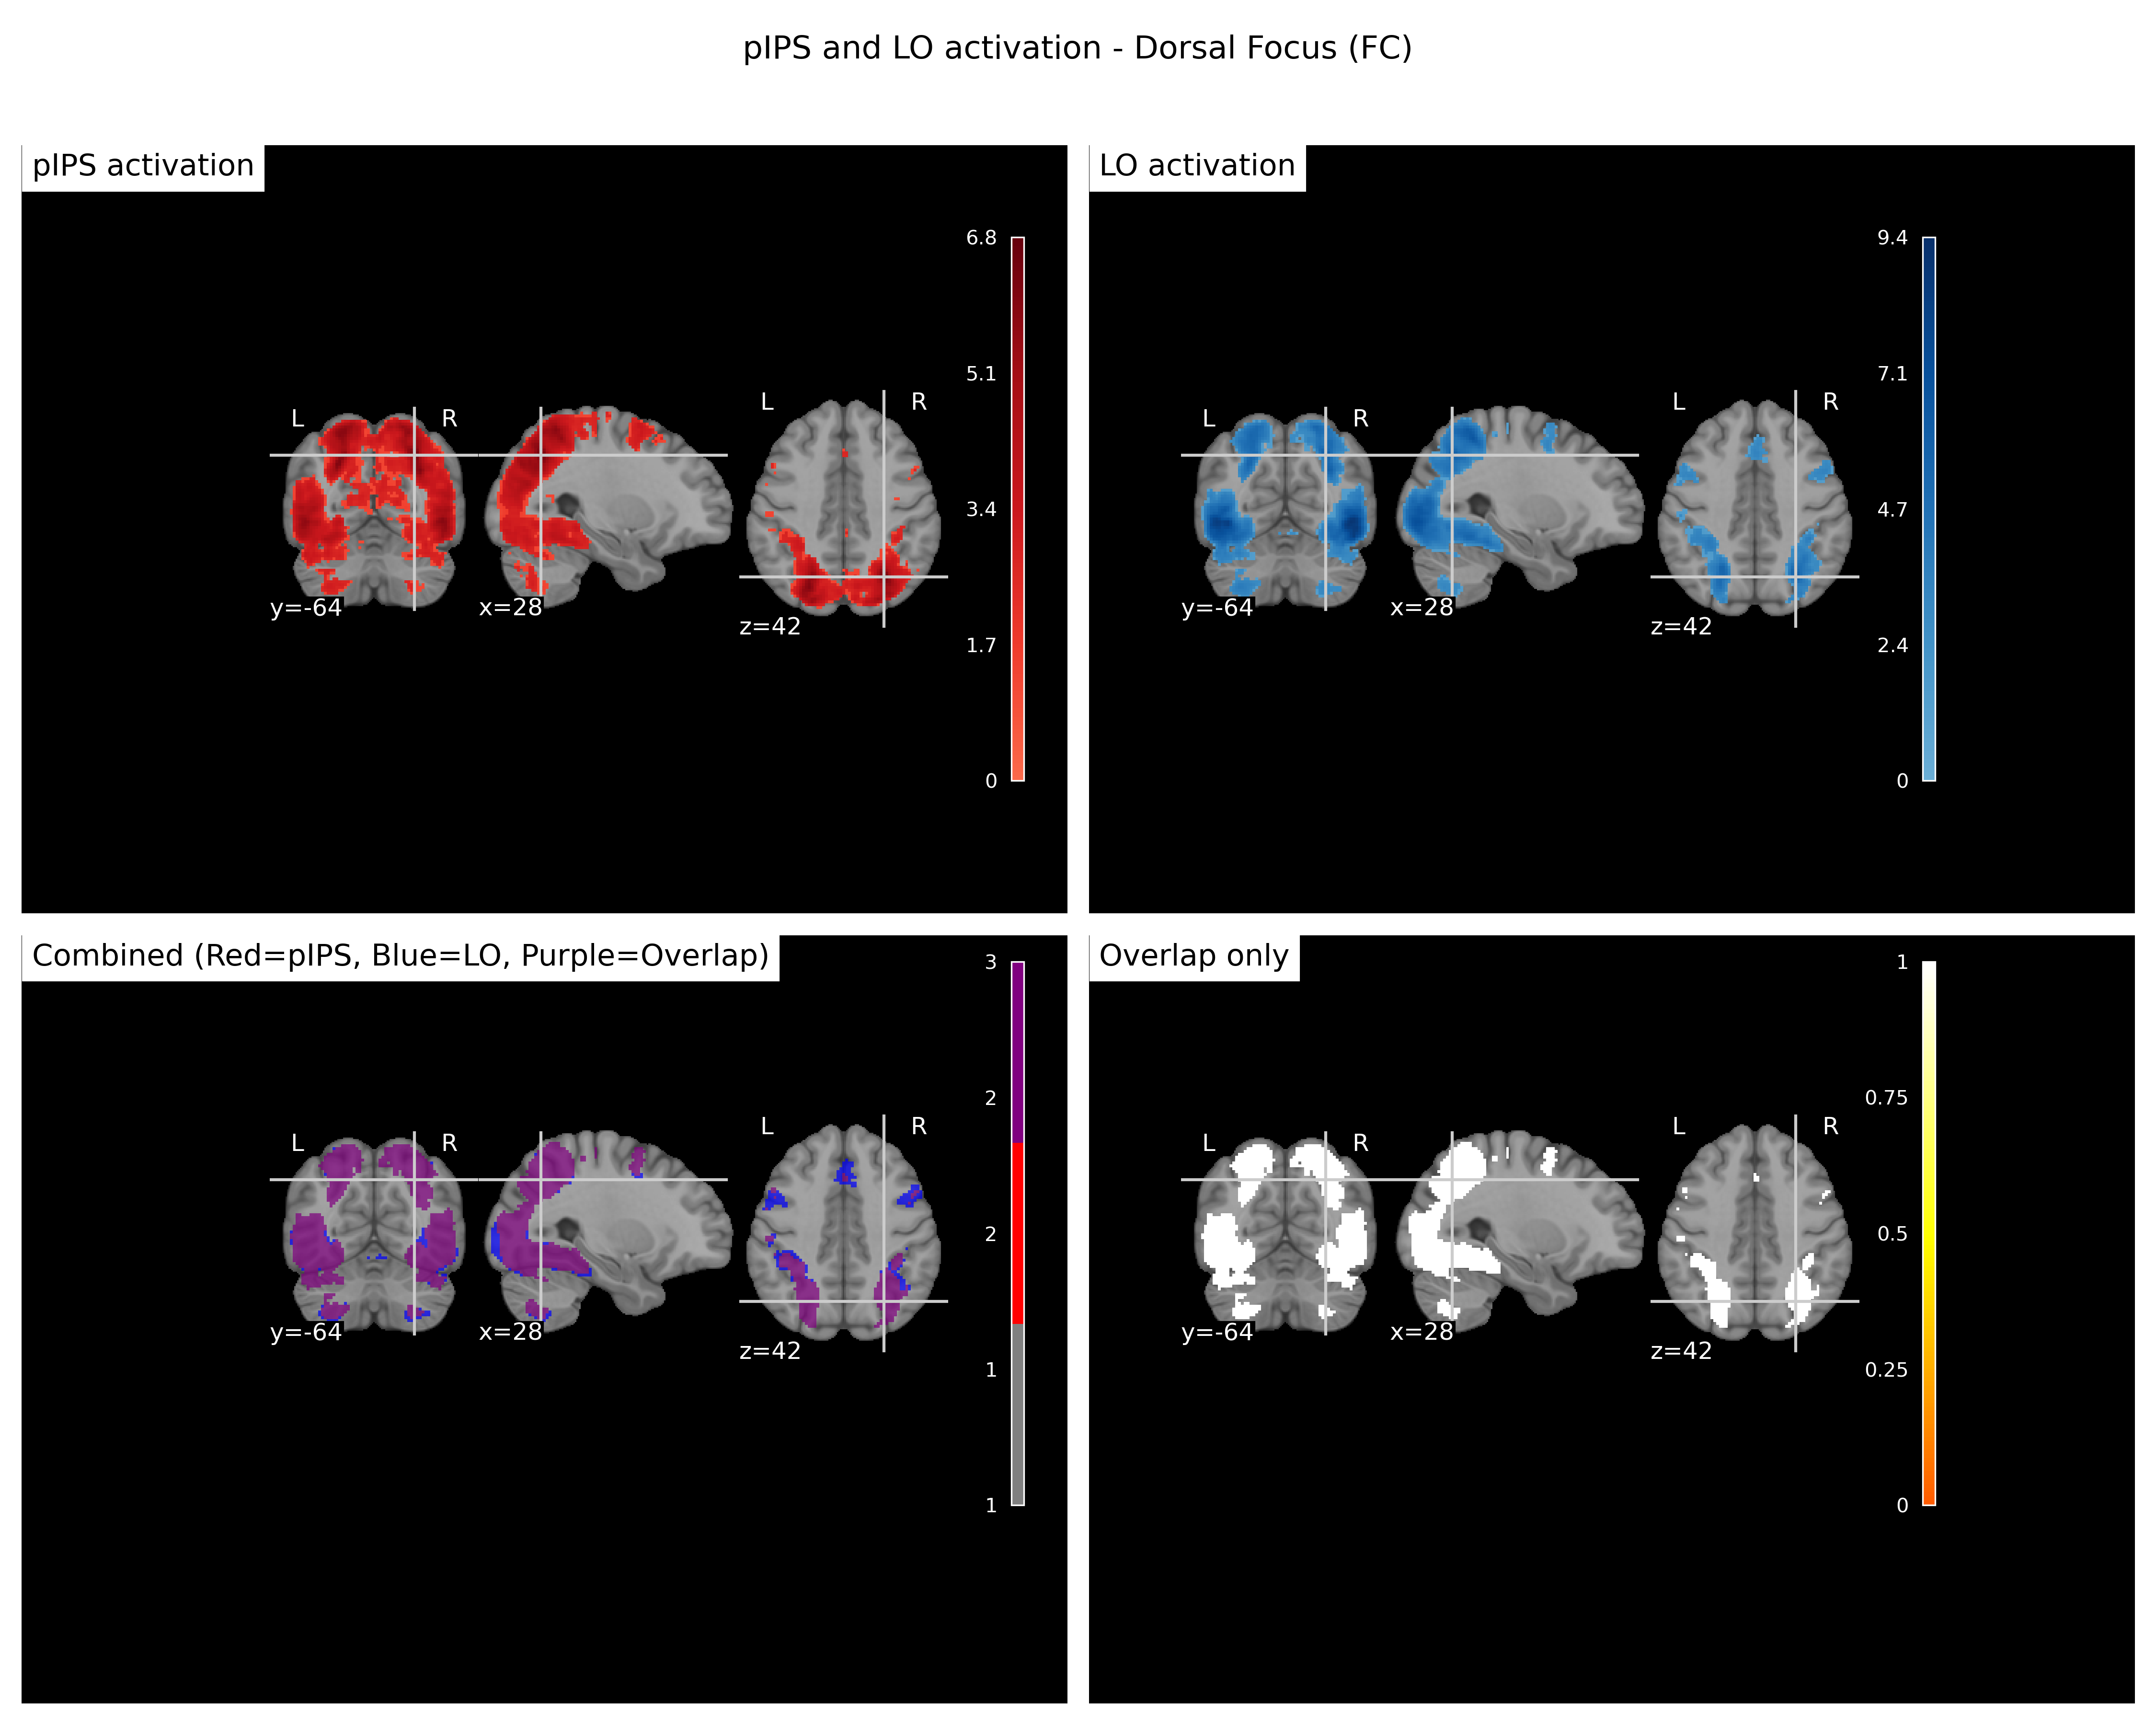 pIPS and LO activation - Dorsal Focus (FC)
pIPS activation
6.8
5.1
3.4
1.7
0
L
R
L
R
y=-64
x=28
z=42
LO activation
9.4
7.1
4.7
2.4
0
L
R
L
R
y=-64
x=28
z=42
Combined (Red=pIPS, Blue=LO, Purple=Overlap)
3
2
2
1
1
L
R
L
R
y=-64
x=28
z=42
Overlap only
1
0.75
0.5
0.25
0
L
R
L
R
y=-64
x=28
z=42